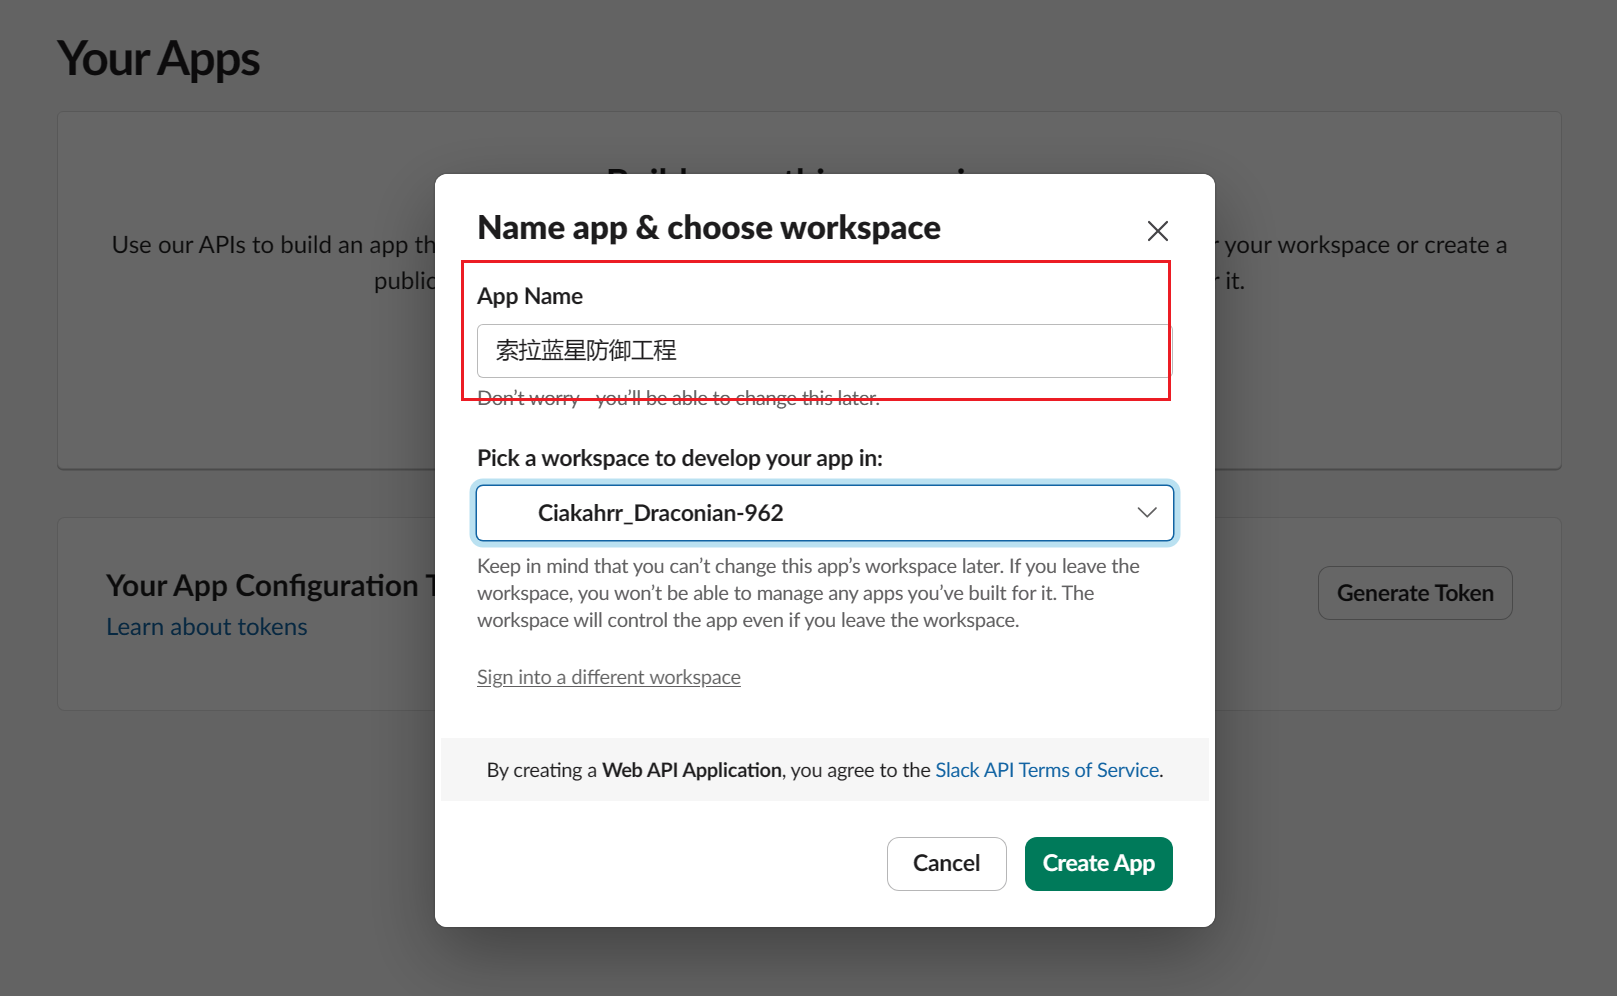 Your Apps
Use our APIs to build an app th
your workspace or create a
public
it.
Name app & choose workspace
App Name
索拉蓝星防御工程
Don’t worry - you’ll be able to change this later.
Pick a workspace to develop your app in:
Ciakahrr_Draconian-962
Keep in mind that you can’t change this app’s workspace later. If you leave the
workspace, you won’t be able to manage any apps you’ve built for it. The
workspace will control the app even if you leave the workspace.
Sign into a different workspace
Your App Configuration T
Learn about tokens
Generate Token
By creating a Web API Application, you agree to the Slack API Terms of Service.
Cancel
Create App